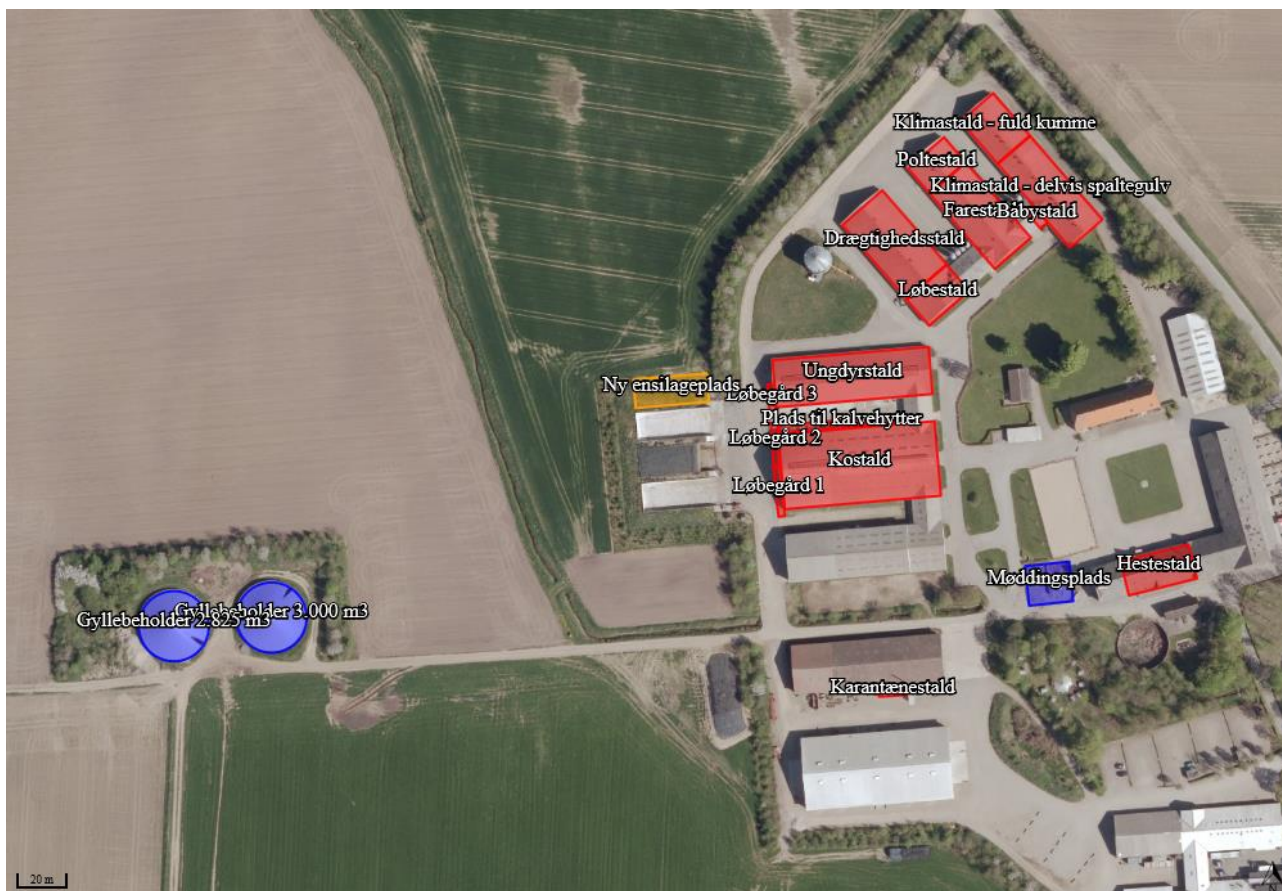 Klimastald - fuld kumme
Poltestald
Klimastald - delvis spaltegulv
Farestald
Babystald
Drægtighedsstald
Løbestald
Ungdyrstald
Ny ensilageplads
Løbegård 3
Plads til kalvehytter
Løbegård 2
Kostald
Løbegård 1
Hestestald
Møddingsplads
Gyllebeholder 3.000 m3
Gyllebeholder 2.825 m3
Karantænestald
20 m